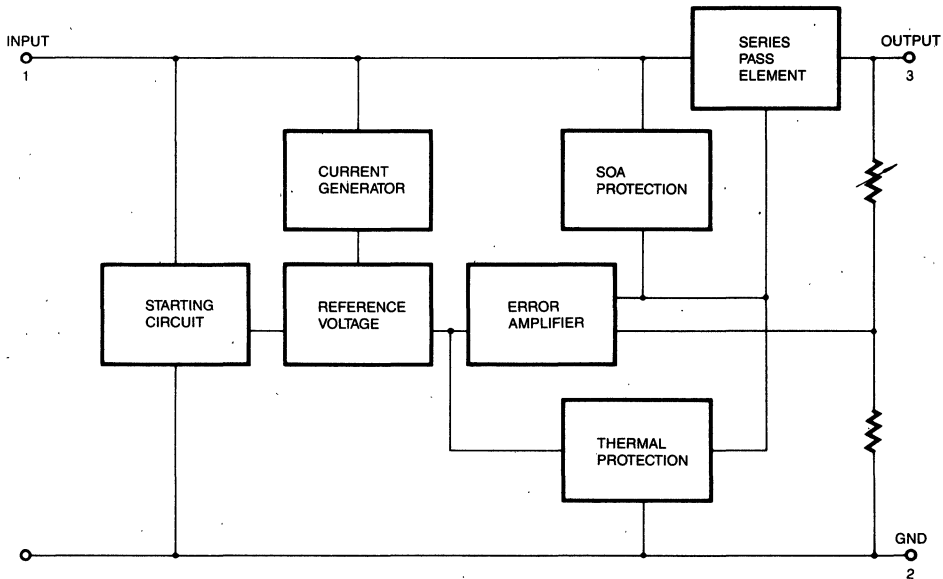 INPUT
1
SERIES
PASS
ELEMENT
OUTPUT
3
CURRENT
GENERATOR
SOA
PROTECTION
STARTING
CIRCUIT
REFERENCE
VOLTAGE
ERROR
AMPLIFIER
THERMAL
PROTECTION
GND
2